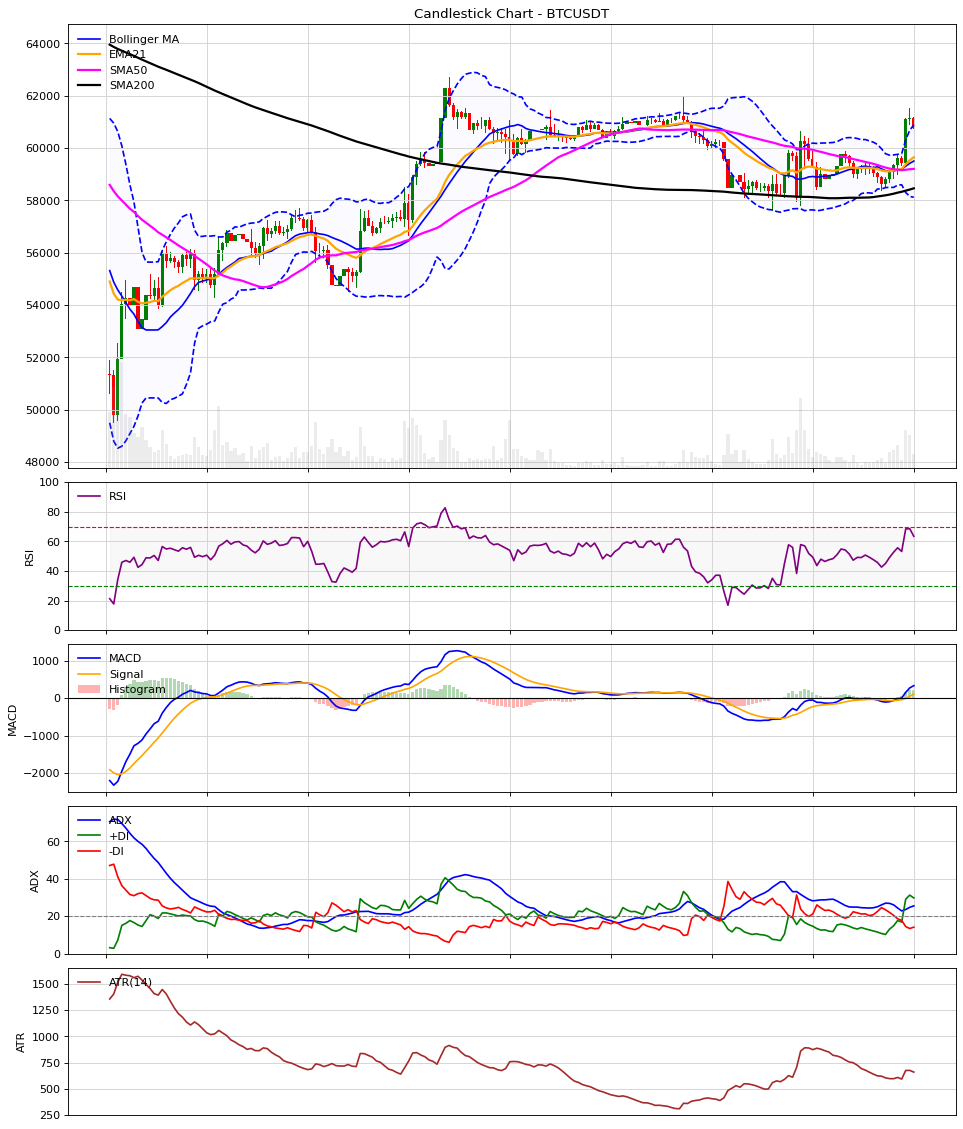 Candlestick Chart - BTCUSDT
64000
62000
60000
58000
56000
54000
52000
50000
48000
Bollinger MA
EMA21
SMA50
SMA200
100
80
60
40
20
0
RSI
RSI
1000
0
−1000
−2000
MACD
MACD
Signal
Histogram
60
40
20
0
ADX
ADX
+DI
-DI
1500
1250
1000
750
500
250
ATR
ATR(14)